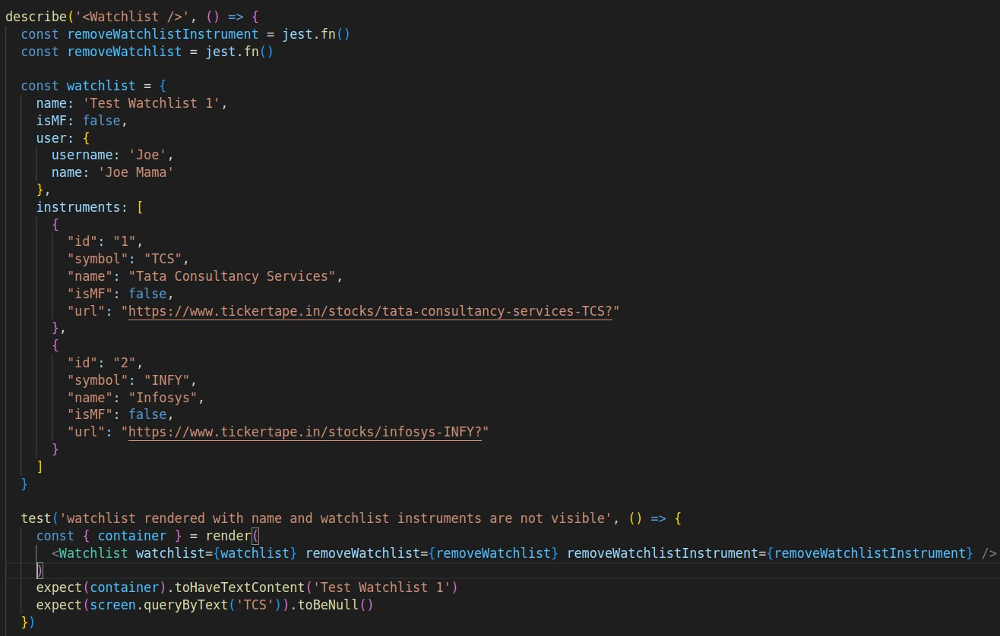 describe('<Watchlist />', () => {
  const removeWatchlistInstrument = jest.fn()
  const removeWatchlist = jest.fn()

  const watchlist = {
    name: 'Test Watchlist 1',
    isMF: false,
    user: {
      username: 'Joe',
      name: 'Joe Mama'
    },
    instruments: [
      {
        "id": "1",
        "symbol": "TCS",
        "name": "Tata Consultancy Services",
        "isMF": false,
        "url": "https://www.tickertape.in/stocks/tata-consultancy-services-TCS?"
      },
      {
        "id": "2",
        "symbol": "INFY",
        "name": "Infosys",
        "isMF": false,
        "url": "https://www.tickertape.in/stocks/infosys-INFY?"
      }
    ]
  }

  test('watchlist rendered with name and watchlist instruments are not visible', () => {
    const { container } = render(
      <Watchlist watchlist={watchlist} removeWatchlist={removeWatchlist} removeWatchlistInstrument={removeWatchlistInstrument} />
    )
    expect(container).toHaveTextContent('Test Watchlist 1')
    expect(screen.queryByText('TCS')).toBeNull()
  })